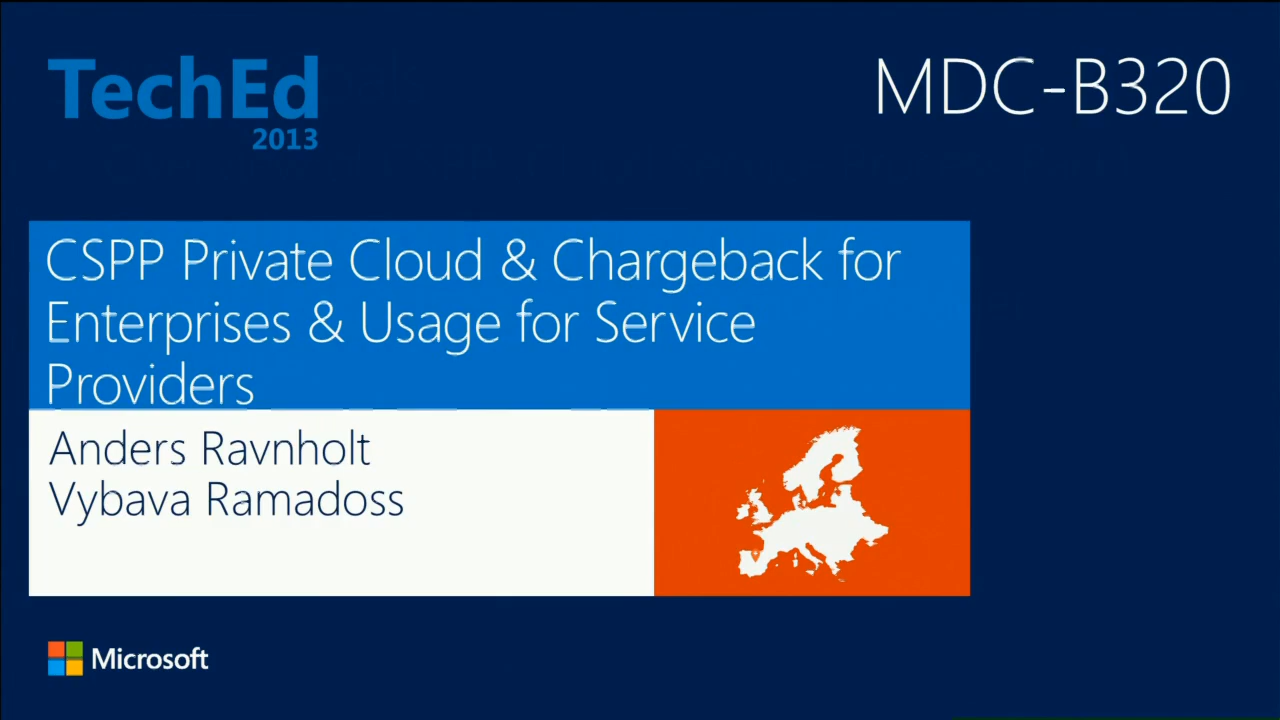 TechEd
2013
MDC-B320
CSPP Private Cloud & Chargeback for
Enterprises & Usage for Service
Providers
Anders Ravnholt
Vybava Ramadoss
Microsoft